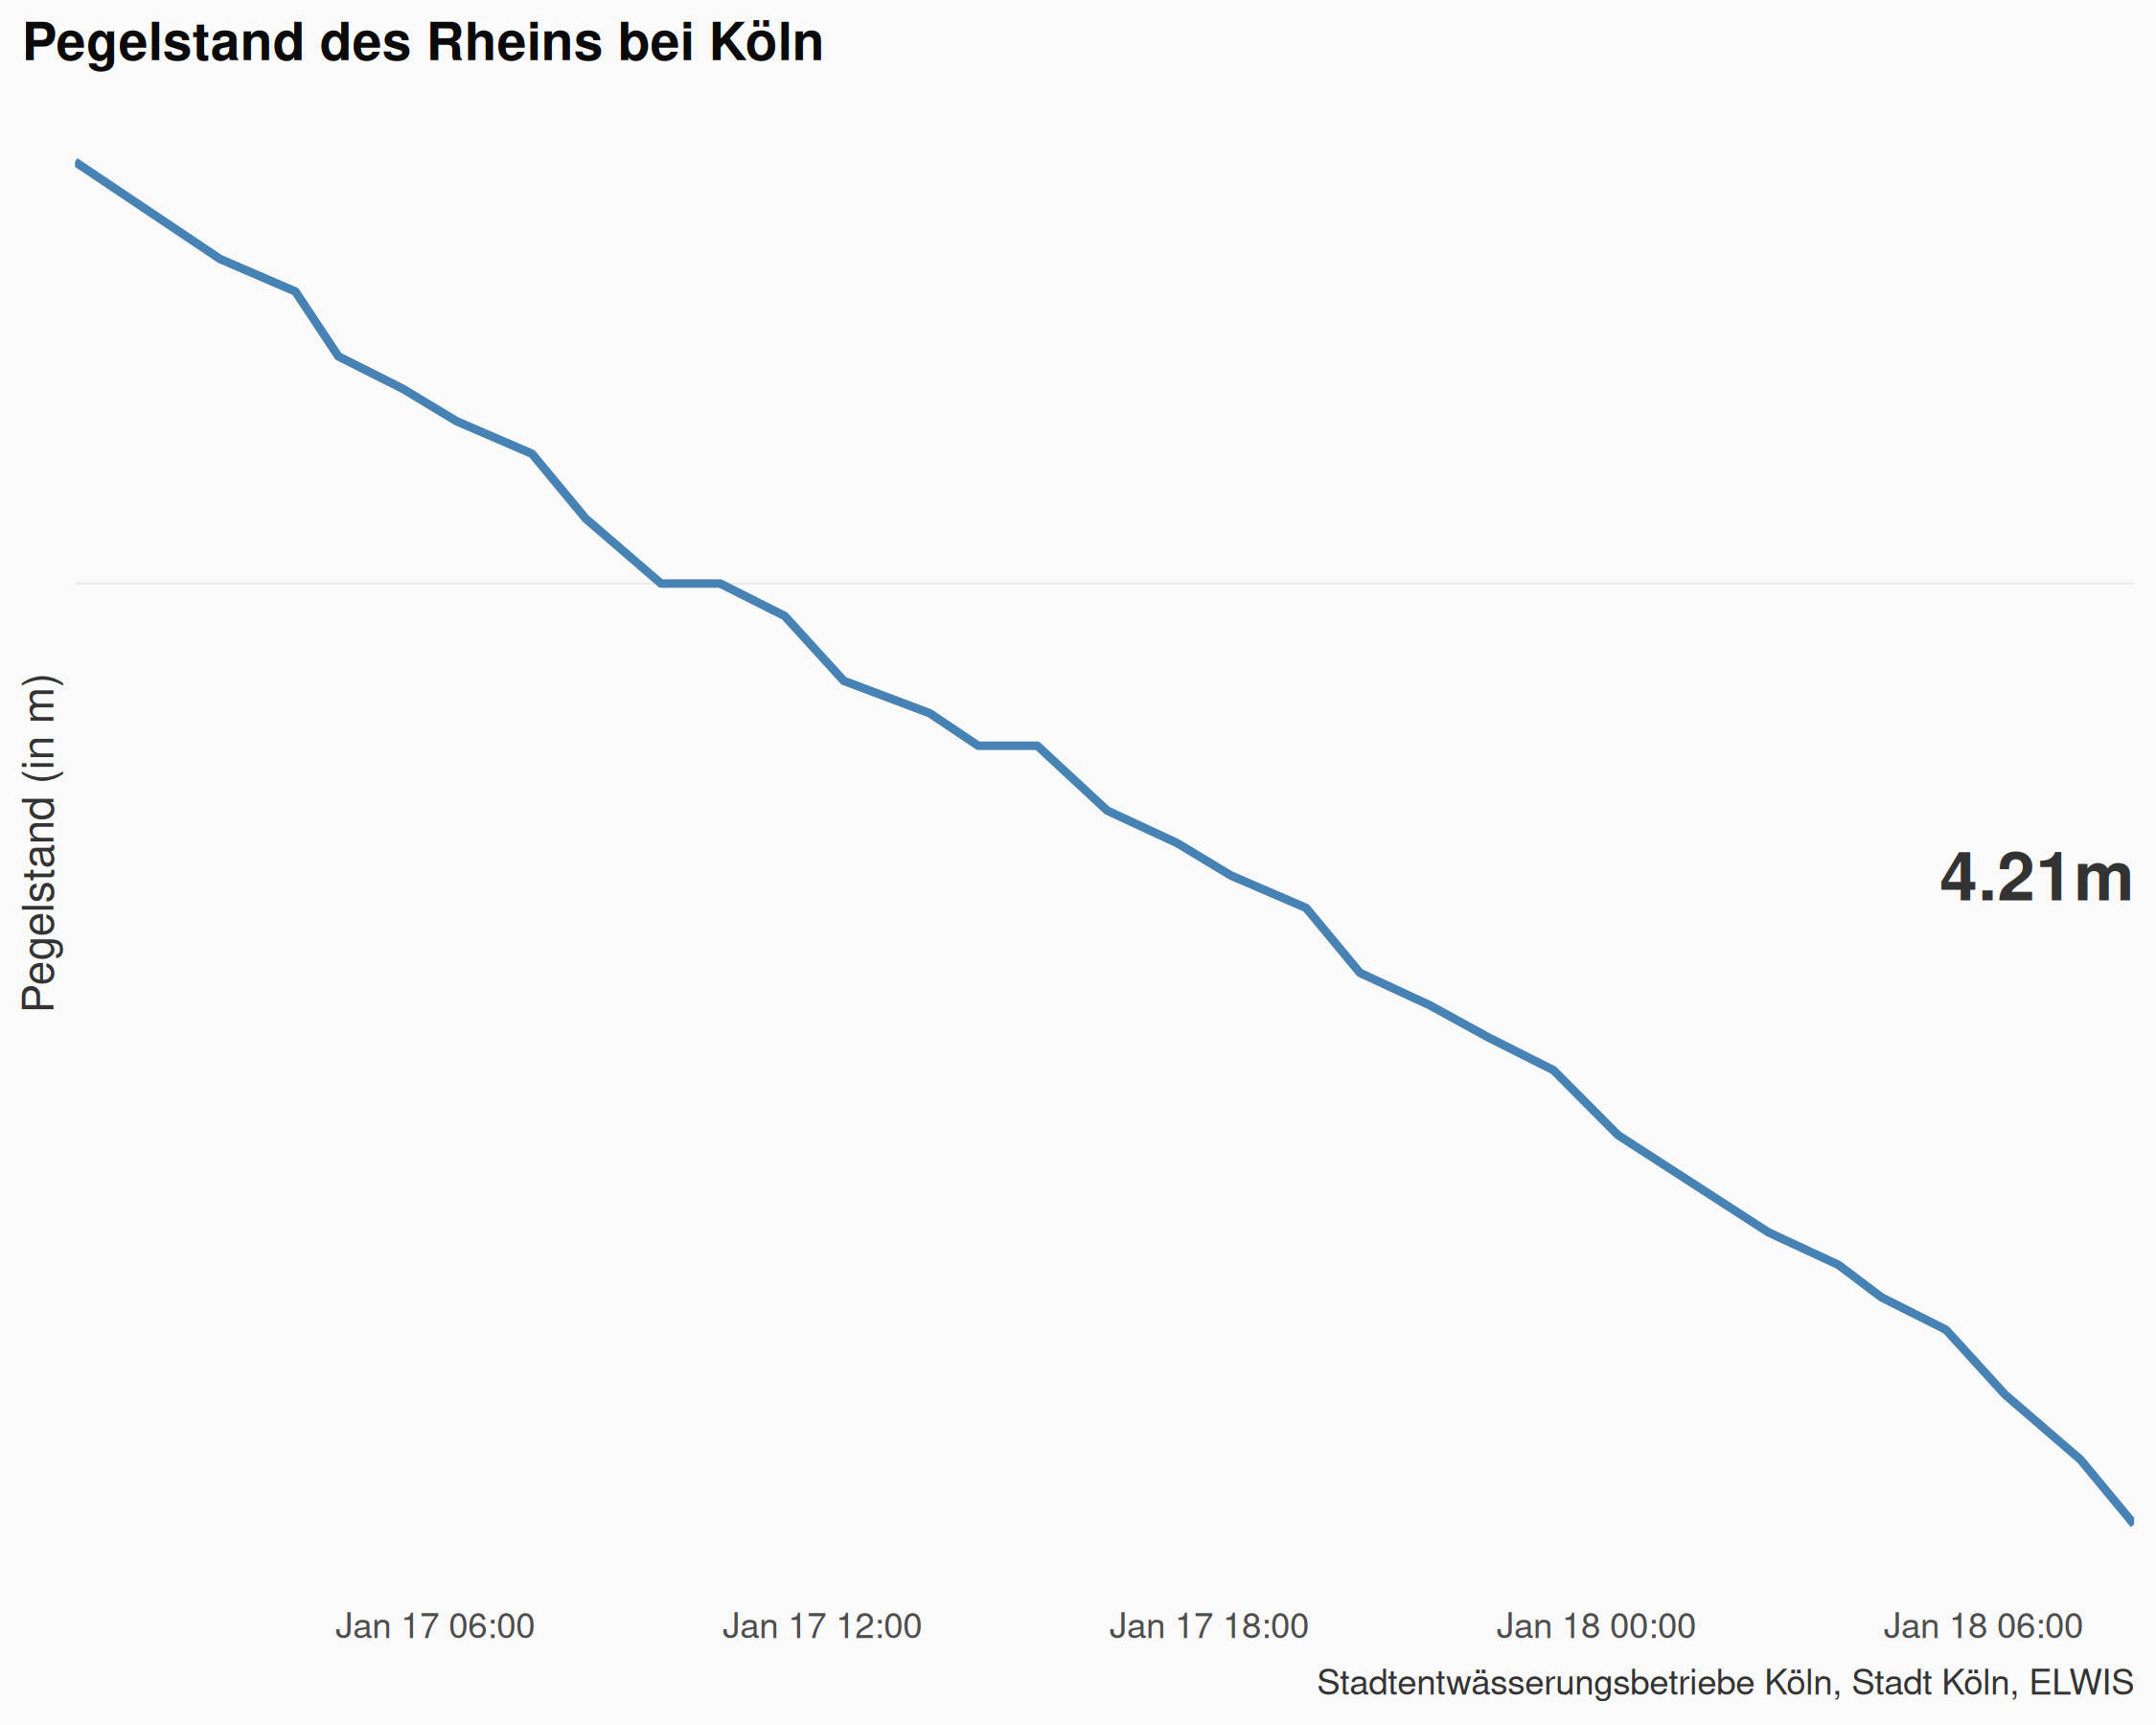 Pegelstand des Rheins bei Köln
Pegelstand (in m)
4.21m
Jan 17 06:00
Jan 17 12:00
Jan 17 18:00
Jan 18 00:00
Jan 18 06:00
Stadtentwässerungsbetriebe Köln, Stadt Köln, ELWIS